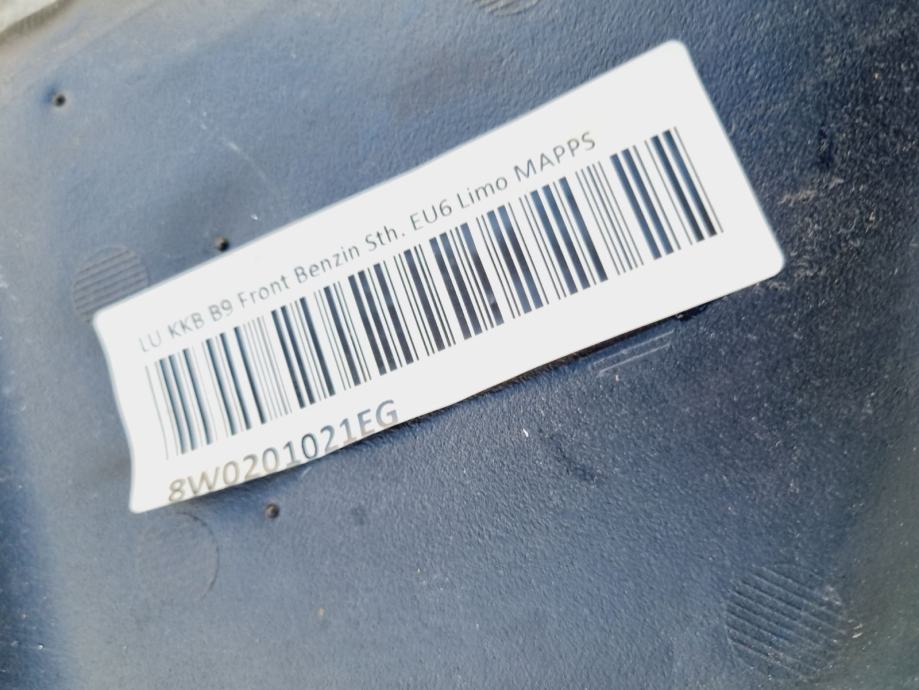 LU KKB B9 Front Benzin Sth. EU6 Limo MAPPS
8W0201021EG